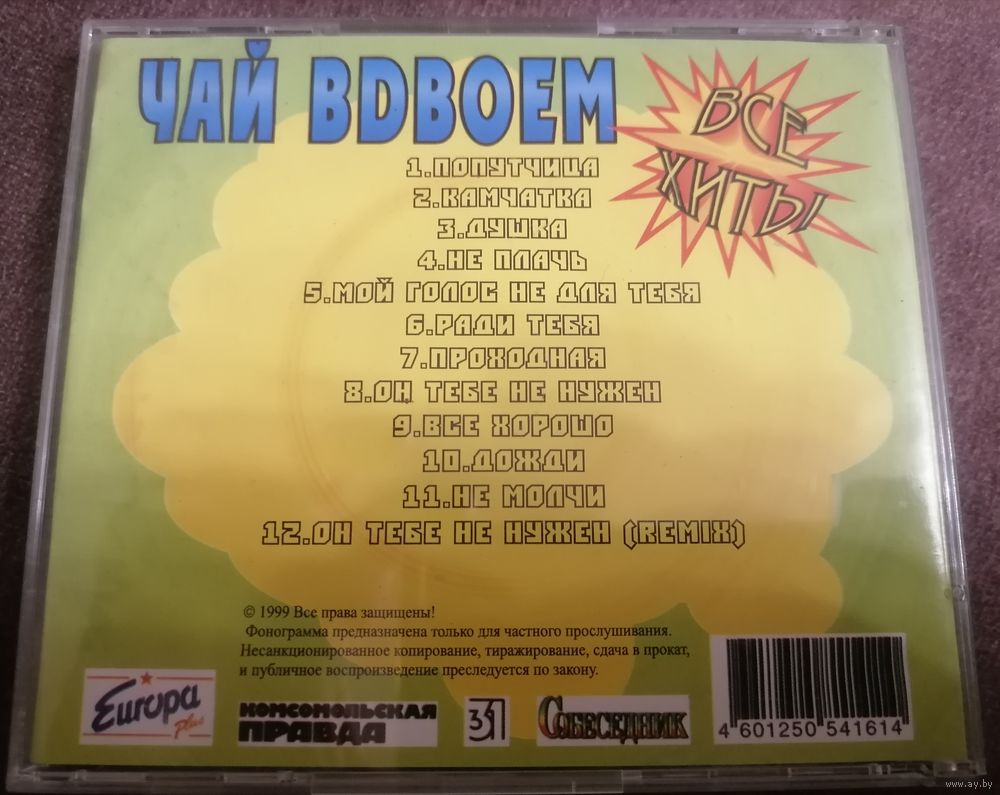 ЧАЙ ВDВОЕМ
ВСЕ
ХИТЫ
1.ПОПУТЧИЦА
2.КАМЧАТКА
3.ДУШКА
4.НЕ ПЛАЧЬ
5.МОЙ ГОЛОС НЕ ДЛЯ ТЕБЯ
6.РАДИ ТЕБЯ
7.ПРОХОДНАЯ
8.ОН ТЕБЕ НЕ НУЖЕН
9.ВСЕ ХОРОШО
10.ДОЖДИ
11.НЕ МОЛЧИ
12.ОН ТЕБЕ НЕ НУЖЕН (REMIX)
© 1999 Все права защищены!
Фонограмма предназначена только для частного прослушивания.
Несанкционированное копирование, тиражирование, сдача в прокат,
и публичное воспроизведение преследуется по закону.
Europa
Plus
КОМСОМОЛЬСКАЯ
ПРАВДА
31
СОБЕСЕДНИК
4 601250 541614
www.ay.by